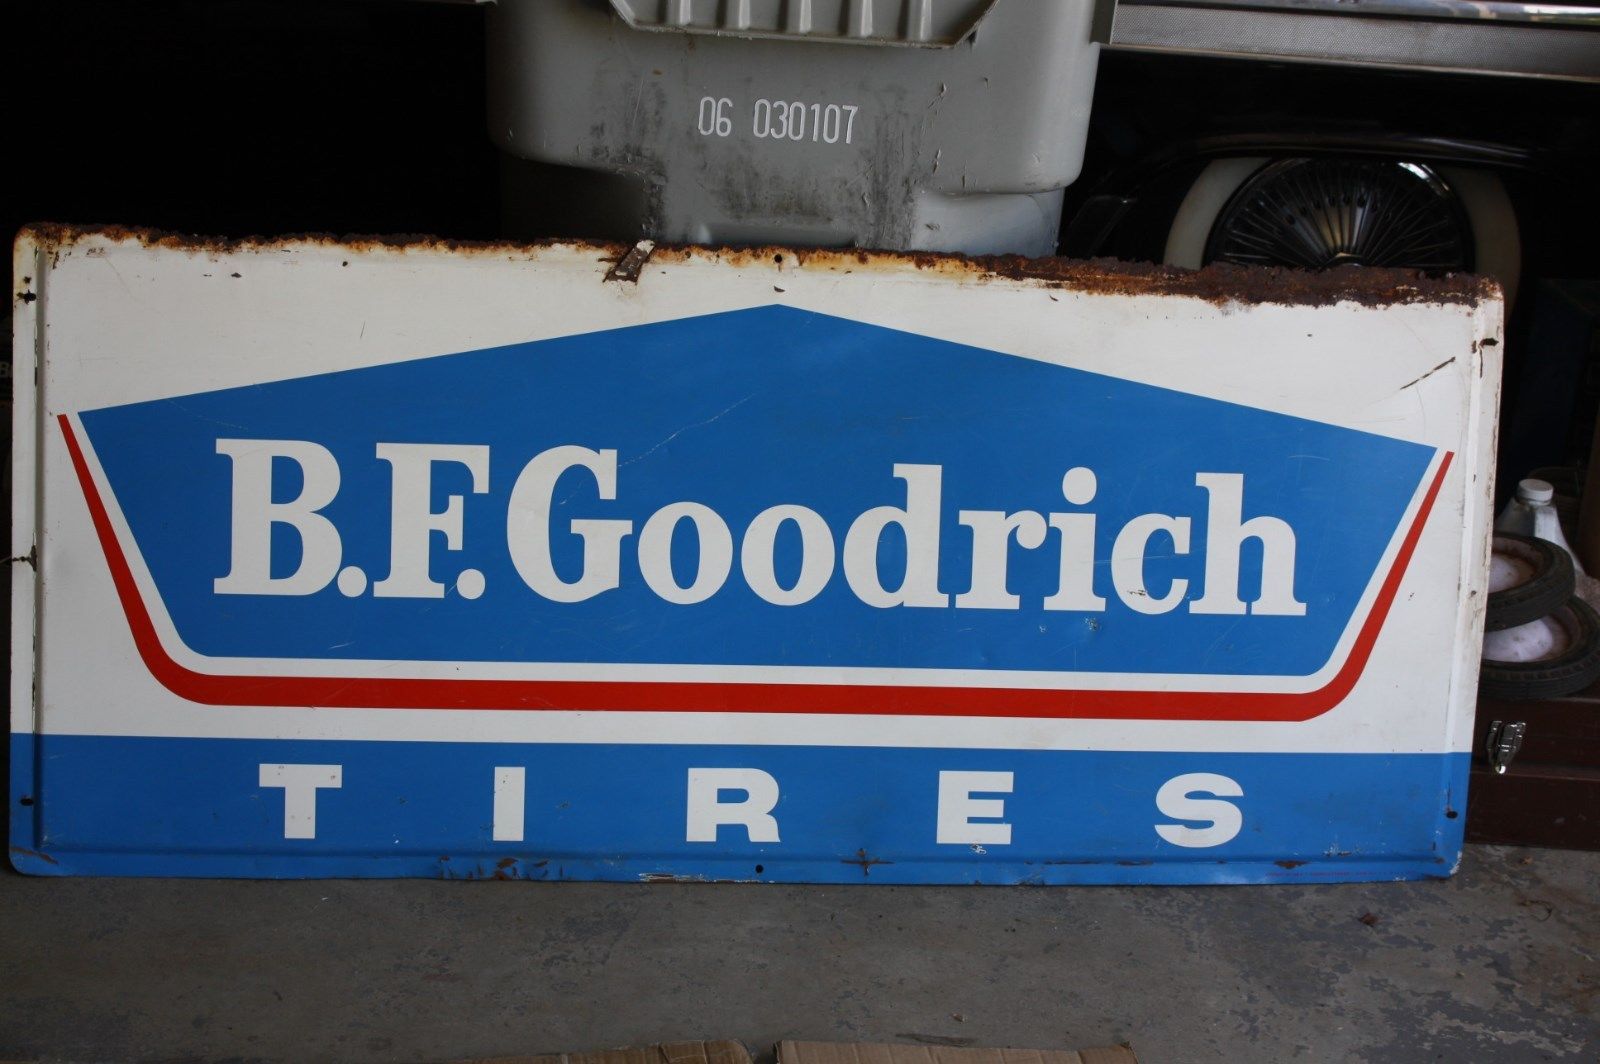 06 030107
B.F.Goodrich
TIRES